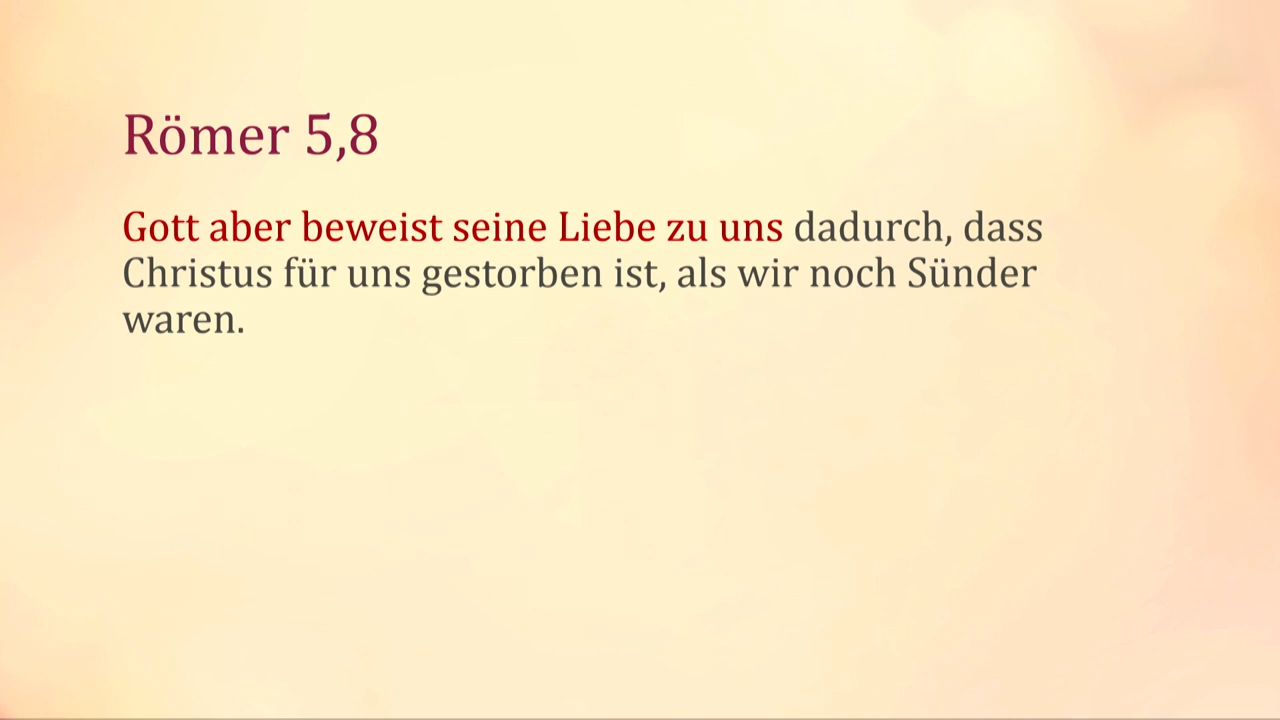 Römer 5,8
Gott aber beweist seine Liebe zu uns dadurch, dass
Christus für uns gestorben ist, als wir noch Sünder
waren.